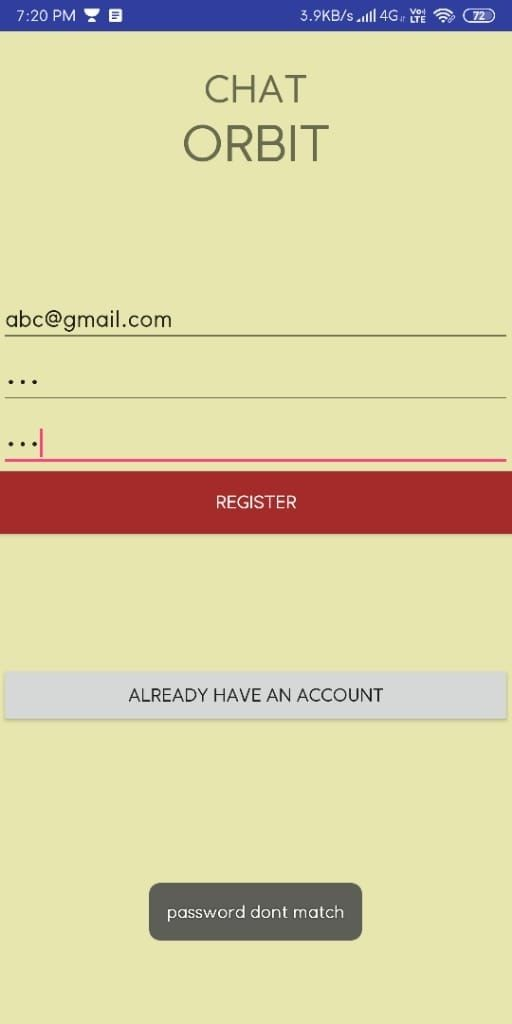 7:20 PM 3.9KB/s 4G Vo) LTE 72
CHAT
ORBIT
abc@gmail.com
•••
•••
REGISTER
ALREADY HAVE AN ACCOUNT
password dont match